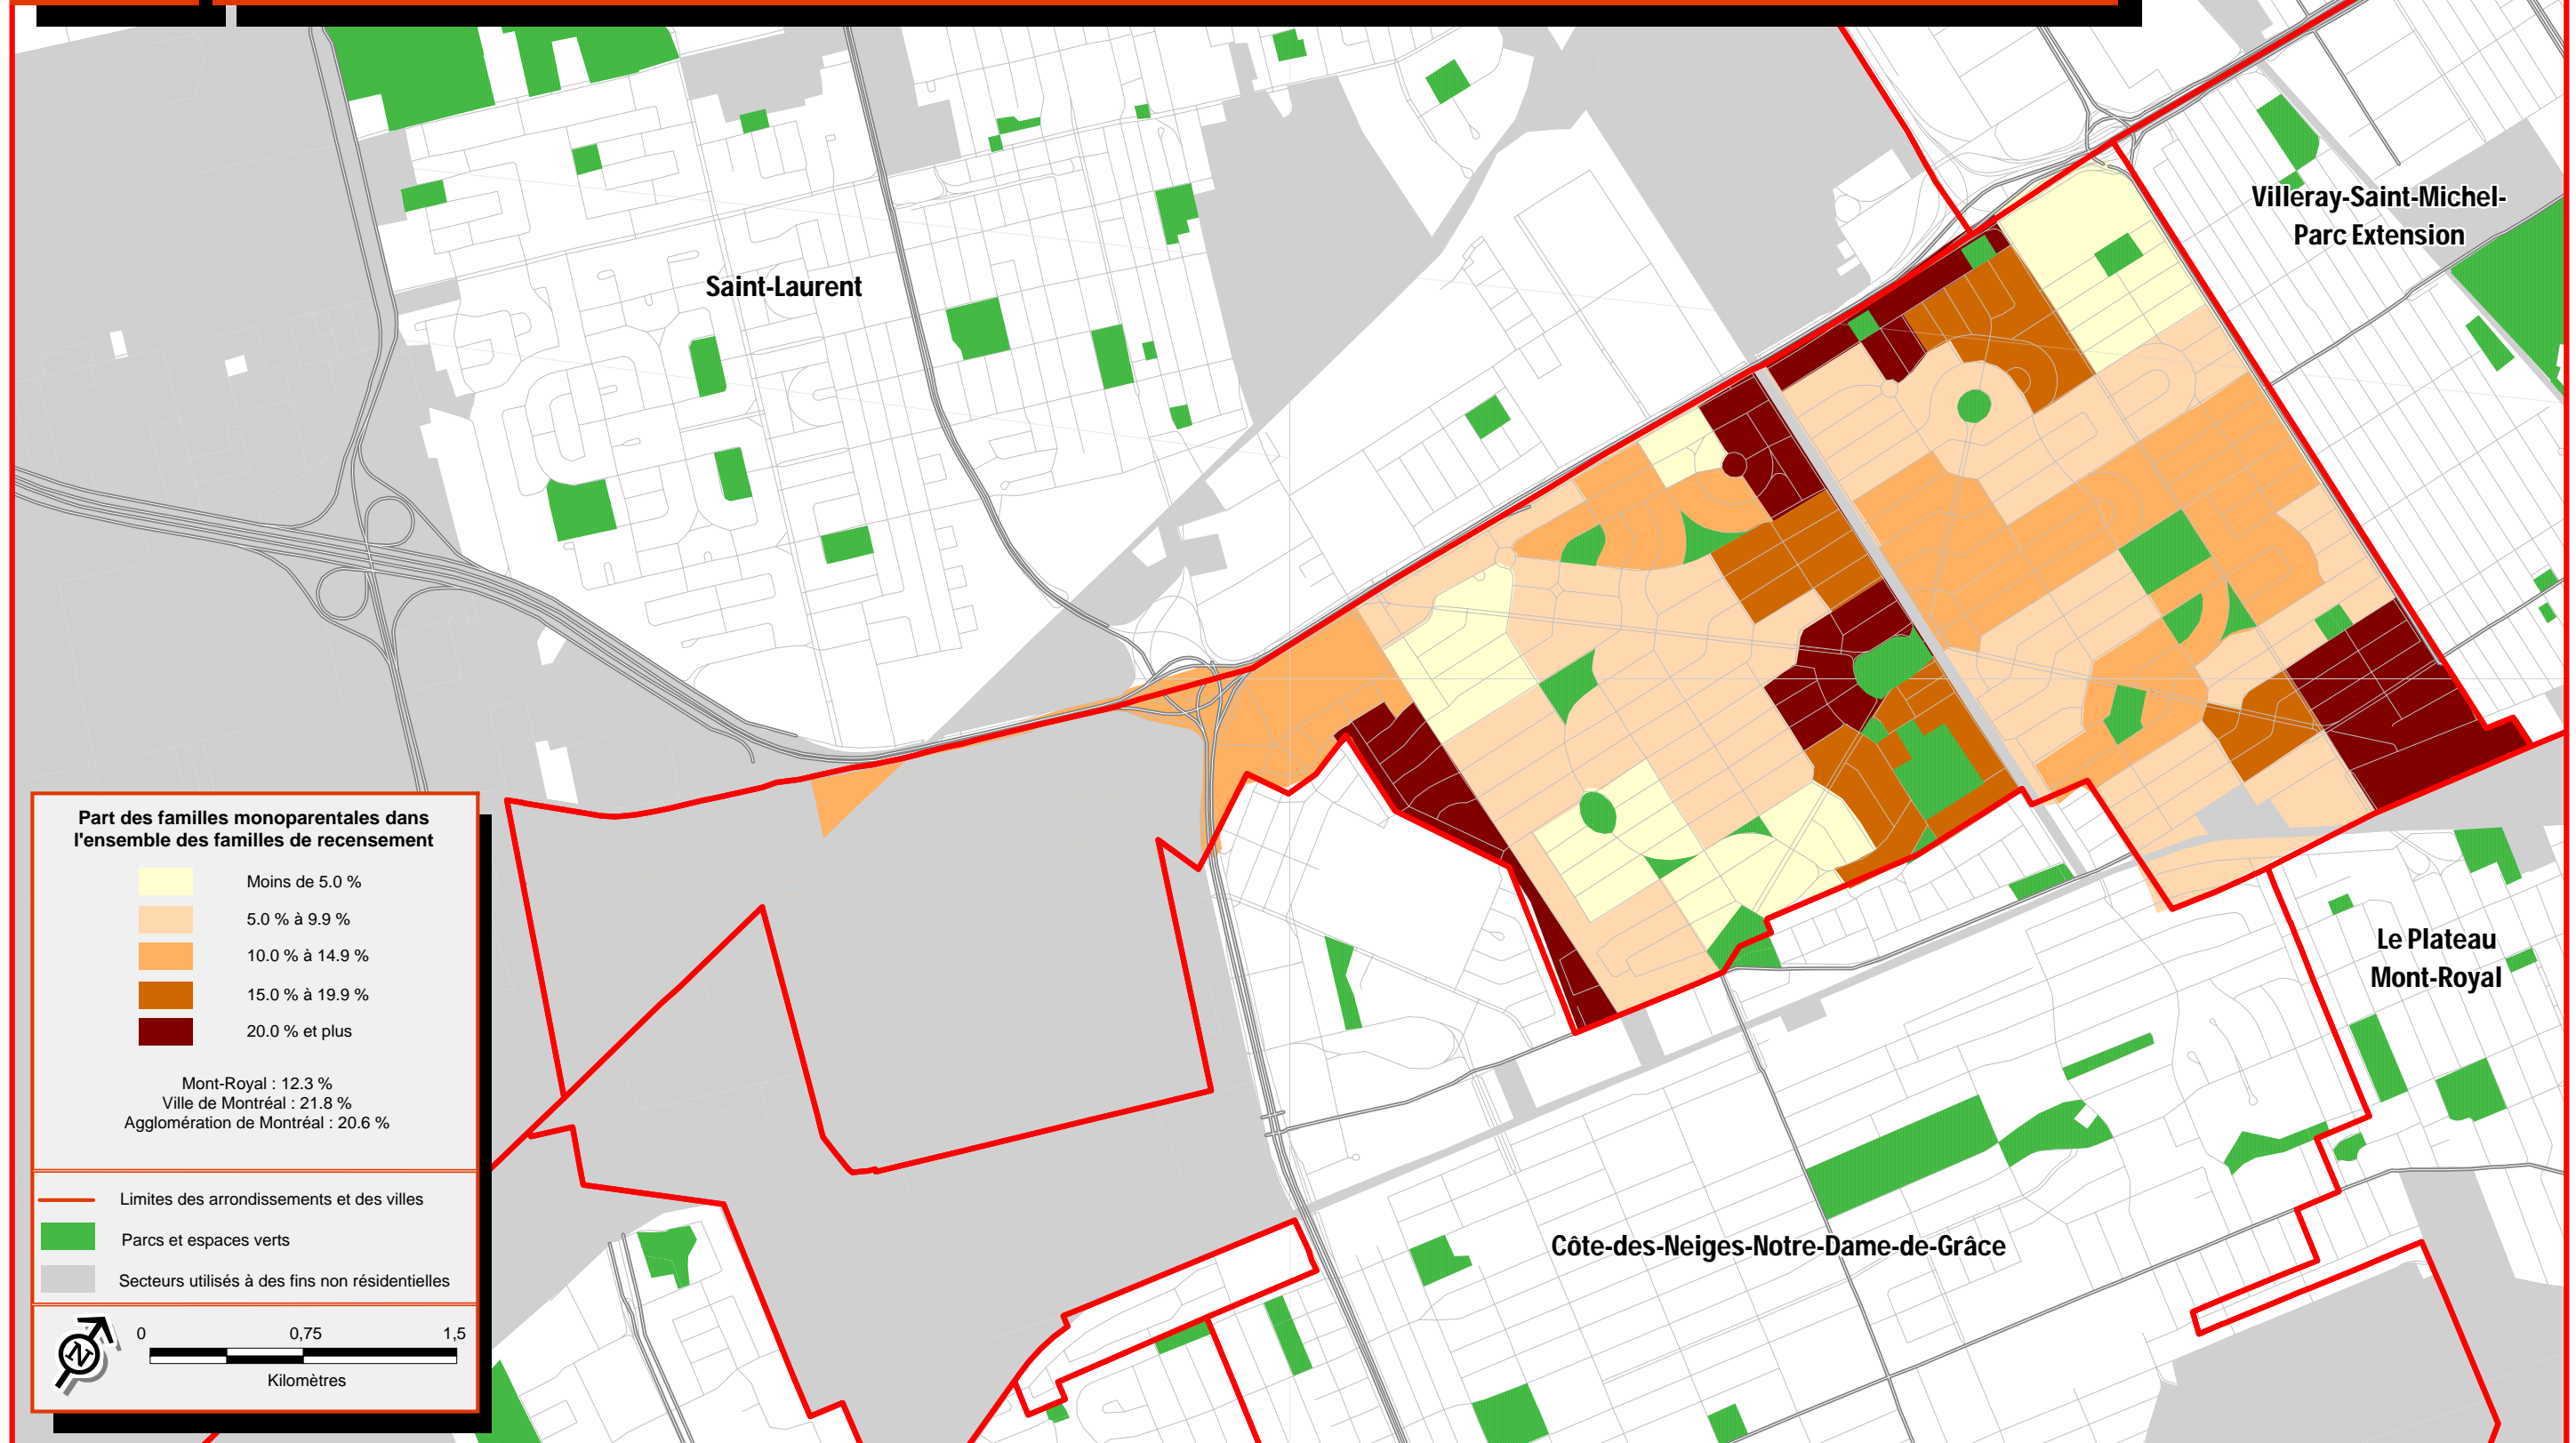 Villeray-Saint-Michel-
Parc Extension
Saint-Laurent
Le Plateau
Mont-Royal
Côte-des-Neiges-Notre-Dame-de-Grâce
Part des familles monoparentales dans
l'ensemble des familles de recensement
Moins de 5.0 %
5.0 % à 9.9 %
10.0 % à 14.9 %
15.0 % à 19.9 %
20.0 % et plus
Mont-Royal : 12.3 %
Ville de Montréal : 21.8 %
Agglomération de Montréal : 20.6 %
Limites des arrondissements et des villes
Parcs et espaces verts
Secteurs utilisés à des fins non résidentielles
N
0 0,75 1,5
Kilomètres